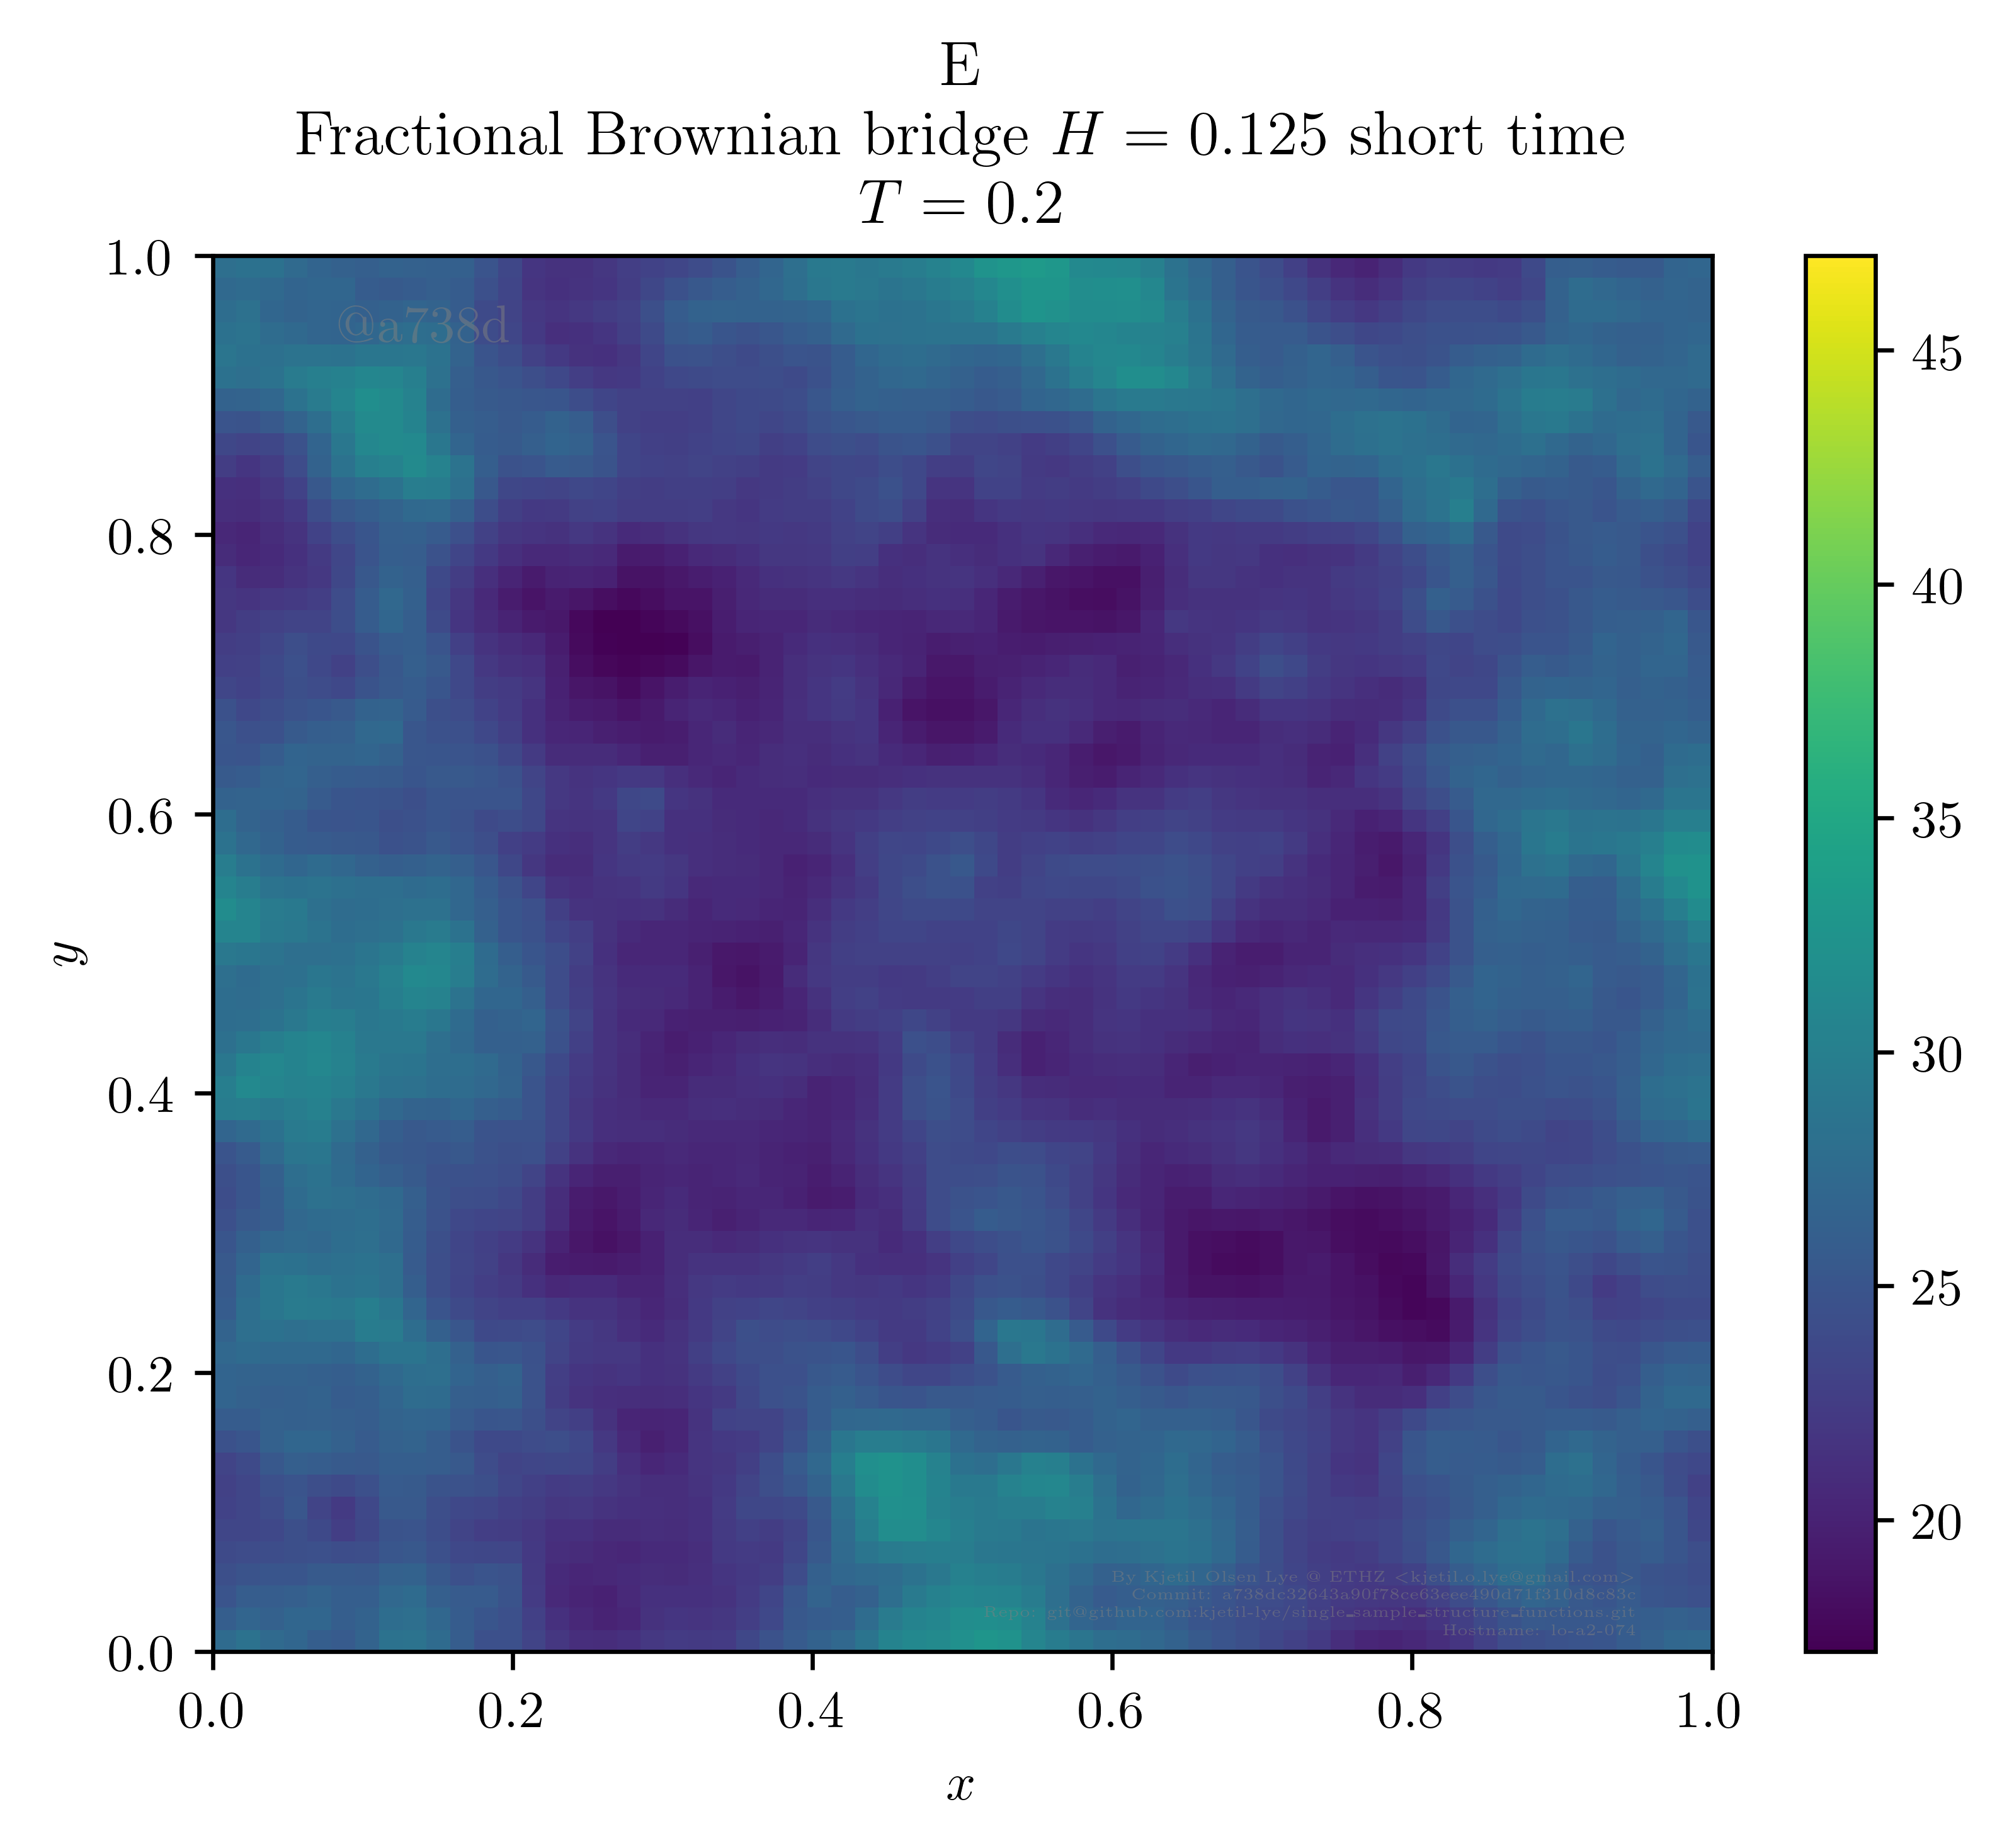 E
Fractional Brownian bridge H = 0.125 short time
T = 0.2
@a738d
1.0
0.8
0.6
0.4
0.2
0.0
y
0.0 0.2 0.4 0.6 0.8 1.0
x
45
40
35
30
25
20
By Kjetil Olsen Lye @ ETHZ <kjetil.o.lye@gmail.com>
Commit: a738dc32643a90f78ce63eee490d71f310d8c83c
Repo: git@github.com:kjetil-lye/single_sample_structure_functions.git
Hostname: lo-a2-074